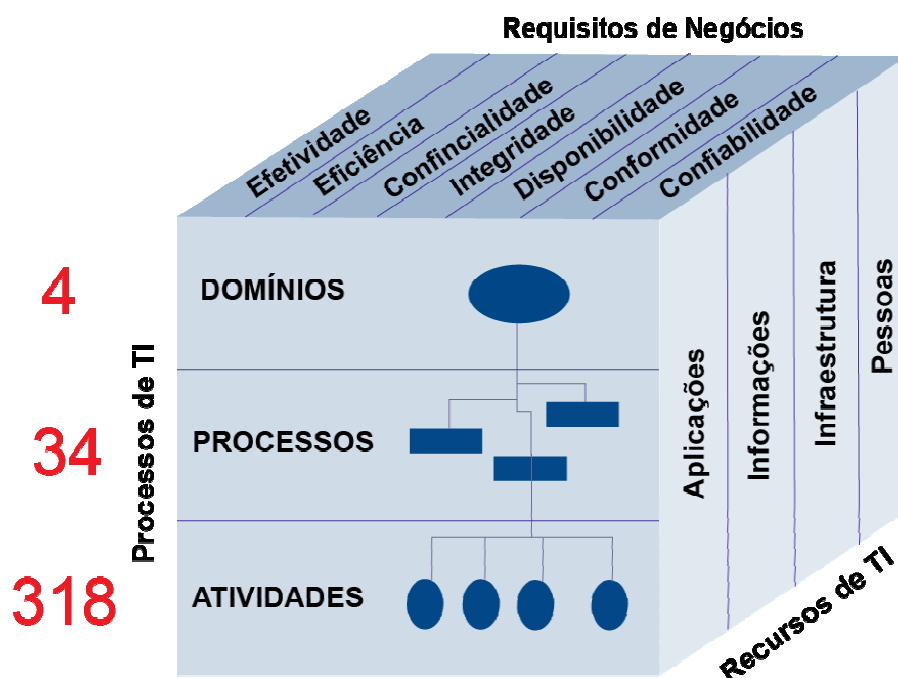 Requisitos de Negócios
Efetividade
Eficiência
Confincialidade
Integridade
Disponibilidade
Conformidade
Confiabilidade
4
DOMÍNIOS
34
PROCESSOS
318
ATIVIDADES
Processos de TI
Aplicações
Informações
Infraestrutura
Pessoas
Recursos de TI